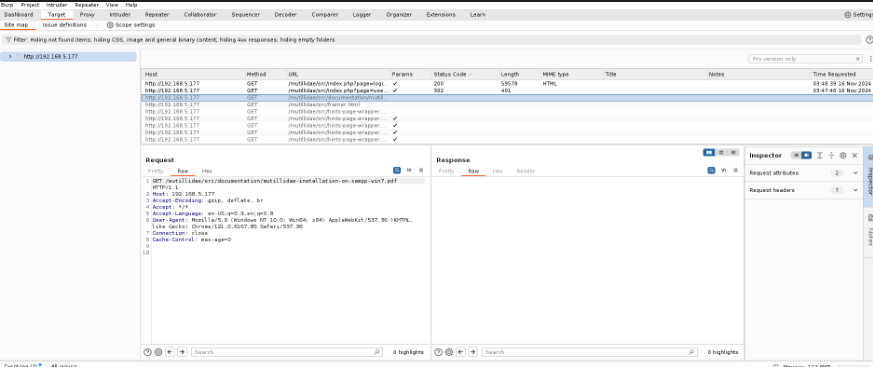 Burp Project Intruder Repeater View Help
Dashboard Target Proxy Intruder Repeater Collaborator Sequencer Decoder Comparer Logger Organizer Extensions Learn Settings
Site map Issue definitions Scope settings
Filter: Hiding not found items; hiding CSS, image and general binary content; hiding 4xx responses; hiding empty folders
http://192.168.5.177
Pro version only
Host Method URL Params Status Code Length MIME type Title Notes Time Requested
http://192.168.5.177 GET /mutillidae/src/index.php?page=logi... ✓ 200 59578 HTML 03:48:39 16 Nov 2024
http://192.168.5.177 GET /mutillidae/src/index.php?page=use... ✓ 302 401 03:47:46 16 Nov 2024
http://192.168.5.177 GET /mutillidae/src/documentation/mutill...
http://192.168.5.177 GET /mutillidae/src/framer.html
http://192.168.5.177 GET /mutillidae/src/hints-page-wrapper.... ✓
http://192.168.5.177 GET /mutillidae/src/hints-page-wrapper.... ✓
http://192.168.5.177 GET /mutillidae/src/hints-page-wrapper.... ✓
http://192.168.5.177 GET /mutillidae/src/hints-page-wrapper.... ✓
Request
Pretty Raw Hex
1 GET /mutillidae/src/documentation/mutillidae-installation-on-xampp-win7.pdf
HTTP/1.1
2 Host: 192.168.5.177
3 Accept-Encoding: gzip, deflate, br
4 Accept: */*
5 Accept-Language: en-US;q=0.9,en;q=0.8
6 User-Agent: Mozilla/5.0 (Windows NT 10.0; Win64; x64) AppleWebKit/537.36 (KHTML,
like Gecko) Chrome/121.0.6167.85 Safari/537.36
7 Connection: close
8 Cache-Control: max-age=0
9
10
Search 0 highlights
Response
Pretty Raw Hex Render
Search 0 highlights
Inspector
Request attributes 2
Request headers 7
Inspector
Notes
All issues